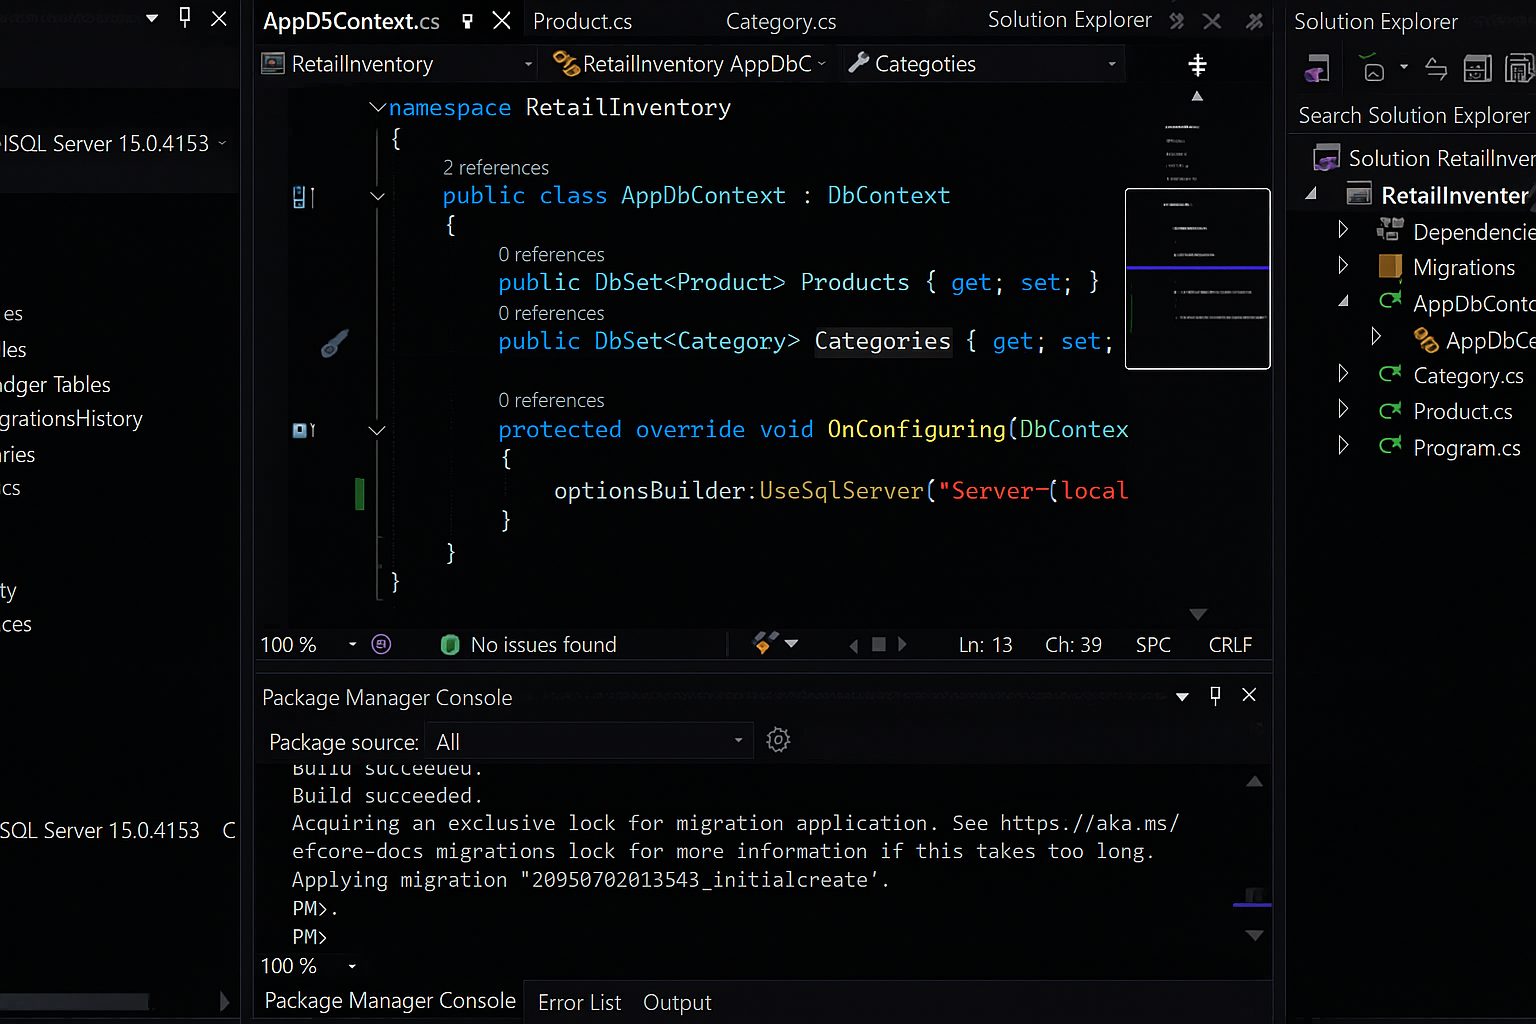 AppD5Context.cs
Product.cs
Category.cs
Solution Explorer
Solution Explorer
RetailInventory
RetailInventory AppDbC
Categoties
Search Solution Explorer
ISQL Server 15.0.4153
es
les
dger Tables
grationsHistory
ries
cs
ty
ces
SQL Server 15.0.4153 C
namespace RetailInventory
{
2 references
public class AppDbContext : DbContext
{
0 references
public DbSet<Product> Products { get; set; }
0 references
public DbSet<Category> Categories { get; set;
0 references
protected override void OnConfiguring(DbContex
{
optionsBuilder:UseSqlServer("Server—(local
}
}
}
100 %
No issues found
Ln: 13
Ch: 39
SPC
CRLF
Solution RetailInver
RetailInventer
Dependencie
Migrations
AppDbConto
AppDbCe
Category.cs
Product.cs
Program.cs
Package Manager Console
Package source: All
Build succeeded.
Build succeeded.
Acquiring an exclusive lock for migration application. See https.//aka.ms/
efcore-docs migrations lock for more information if this takes too long.
Applying migration "20950702013543_initialcreate'.
PM>.
PM>
100 %
Package Manager Console
Error List
Output